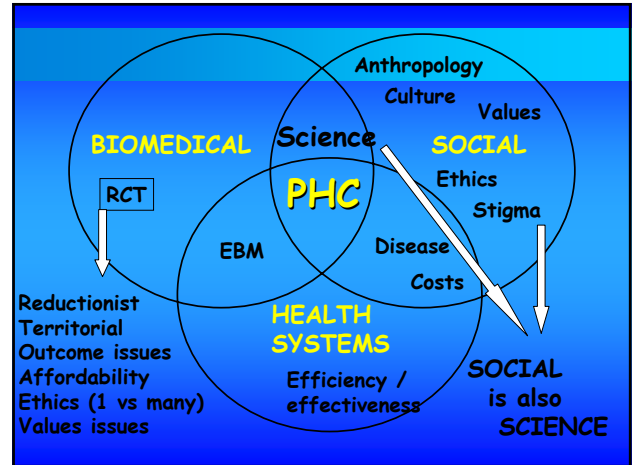 Anthropology
Culture
Values
BIOMEDICAL
Science
SOCIAL
PHC
RCT
Ethics
Stigma
EBM
Disease
Costs
Reductionist
Territorial
Outcome issues
Affordability
Ethics (1 vs many)
Values issues
HEALTH
SYSTEMS
Efficiency /
effectiveness
SOCIAL
is also
SCIENCE